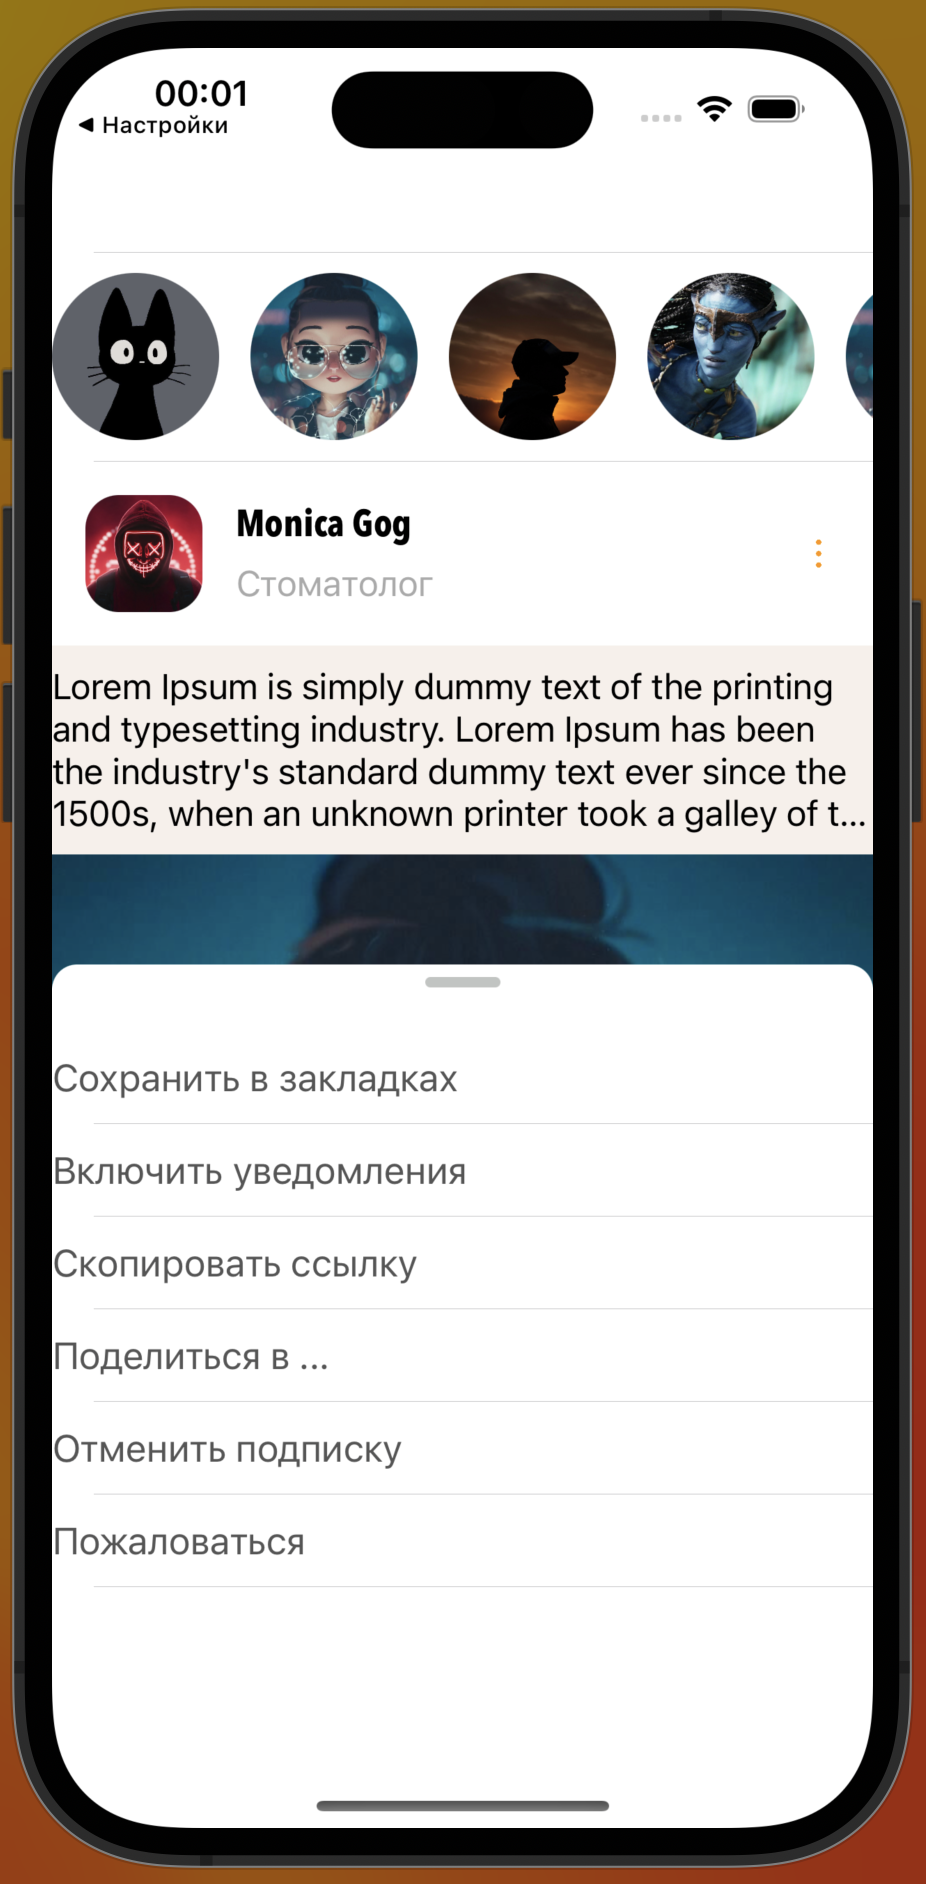 00:01
◀ Настройки
Monica Gog
Стоматолог
Lorem Ipsum is simply dummy text of the printing
and typesetting industry. Lorem Ipsum has been
the industry's standard dummy text ever since the
1500s, when an unknown printer took a galley of t...
Сохранить в закладках
Включить уведомления
Скопировать ссылку
Поделиться в ...
Отменить подписку
Пожаловаться